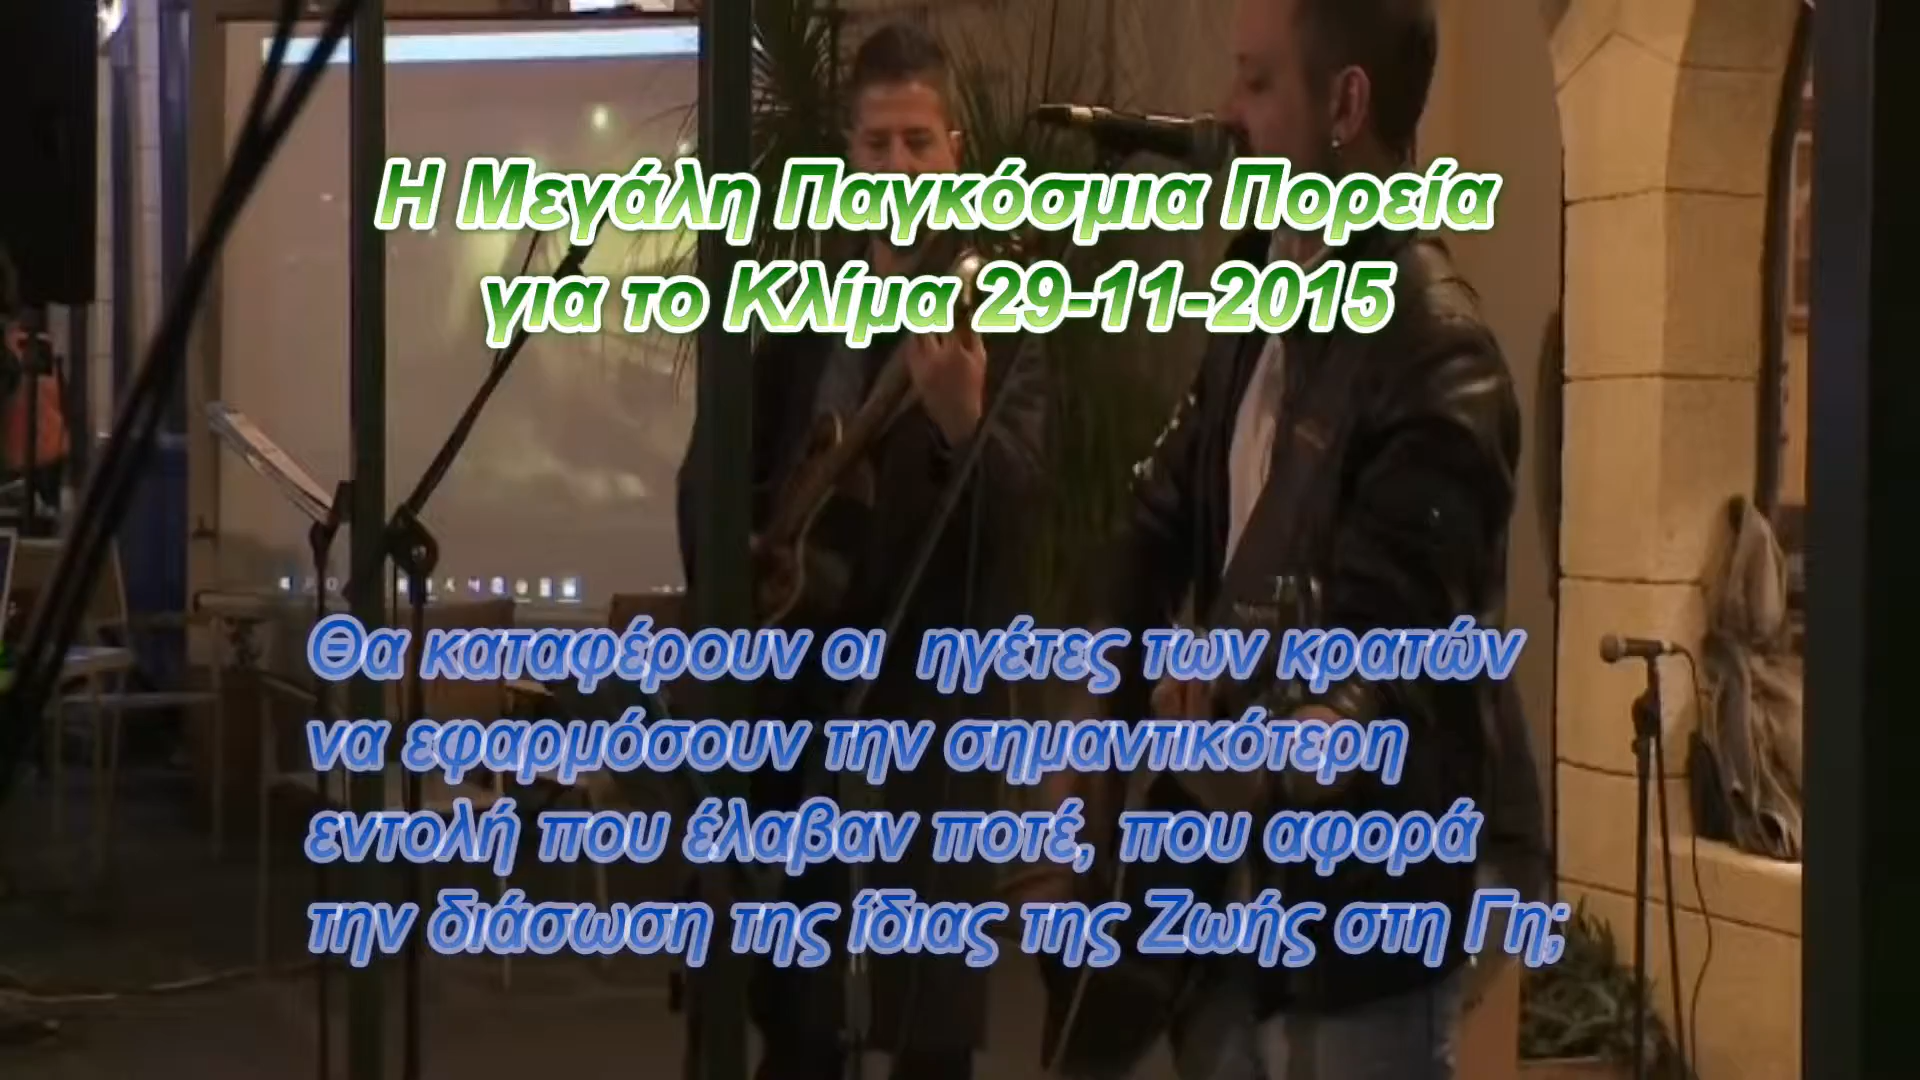 Η Μεγάλη Παγκόσμια Πορεία
για το Κλίμα 29-11-2015
Θα καταφέρουν οι ηγέτες των κρατών
να εφαρμόσουν την σημαντικότερη
εντολή που έλαβαν ποτέ, που αφορά
την διάσωση της ίδιας της Ζωής στη Γη;